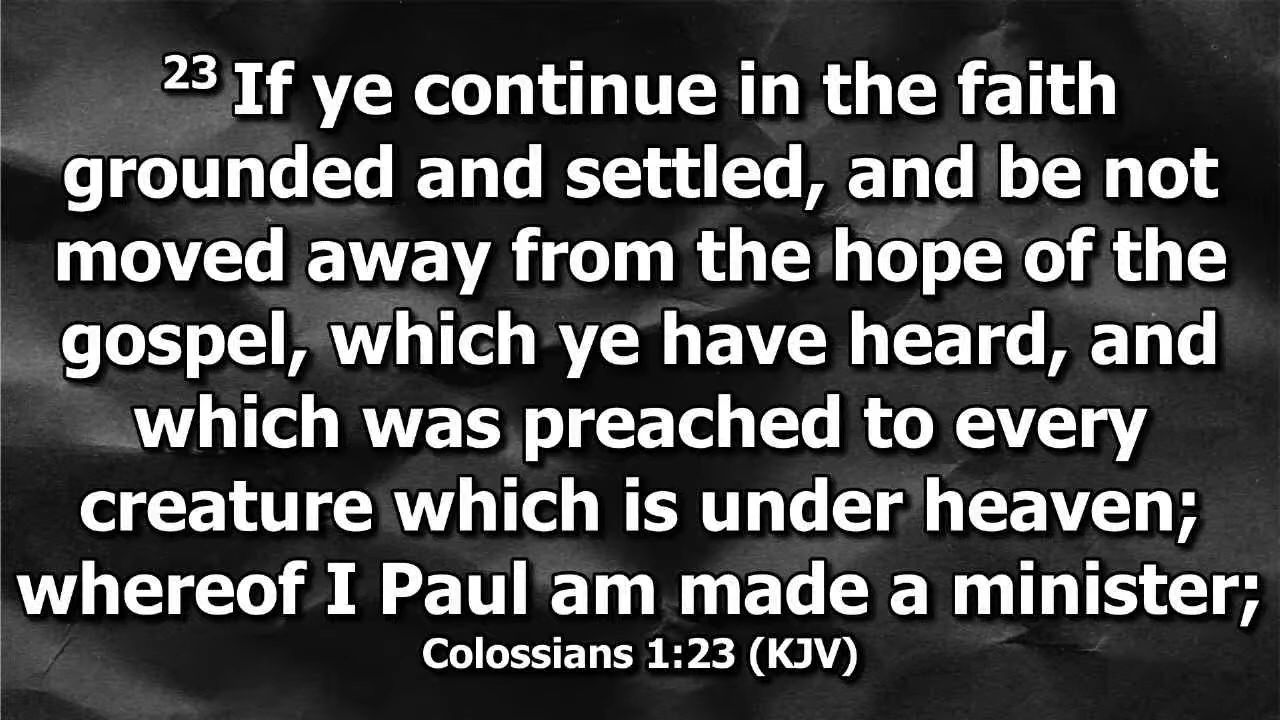 23 If ye continue in the faith
grounded and settled, and be not
moved away from the hope of the
gospel, which ye have heard, and
which was preached to every
creature which is under heaven;
whereof I Paul am made a minister;
Colossians 1:23 (KJV)